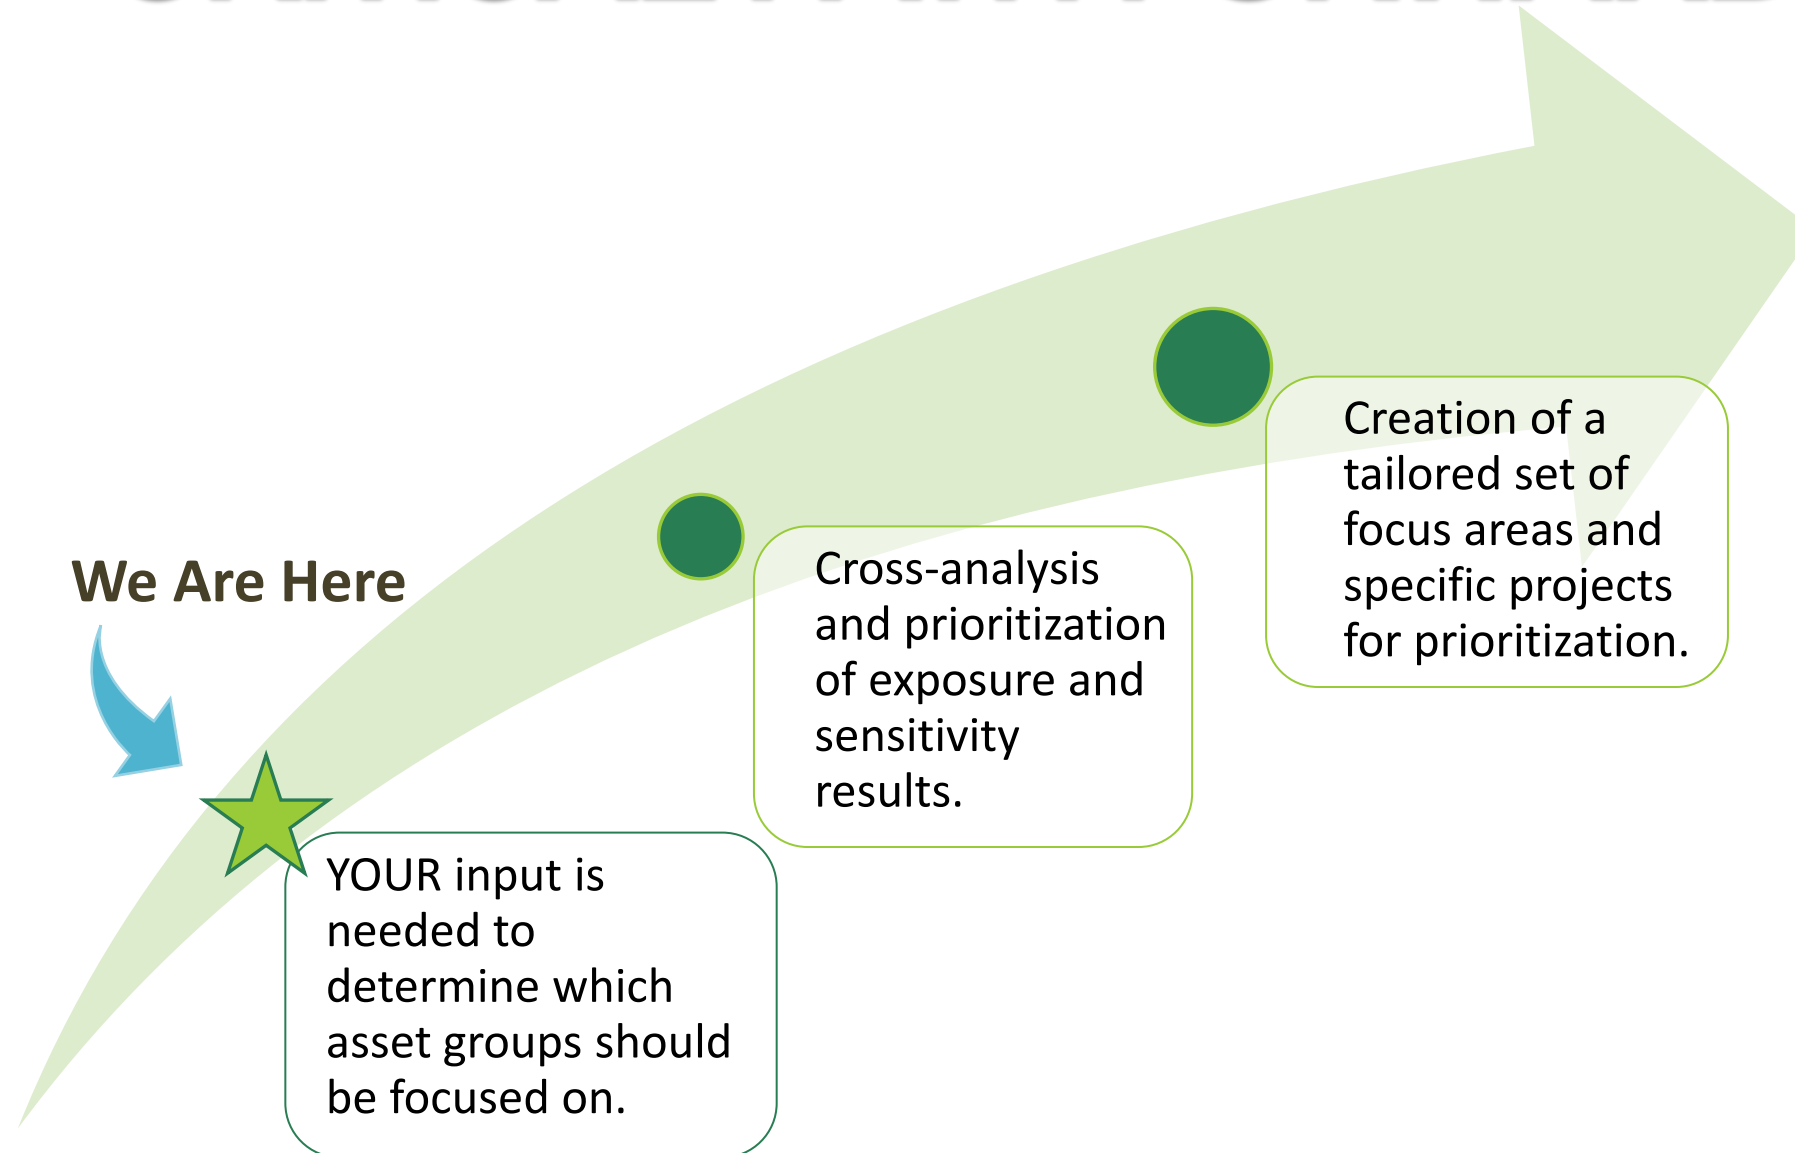 We Are Here
YOUR input is
needed to
determine which
asset groups should
be focused on.
Cross-analysis
and prioritization
of exposure and
sensitivity
results.
Creation of a
tailored set of
focus areas and
specific projects
for prioritization.